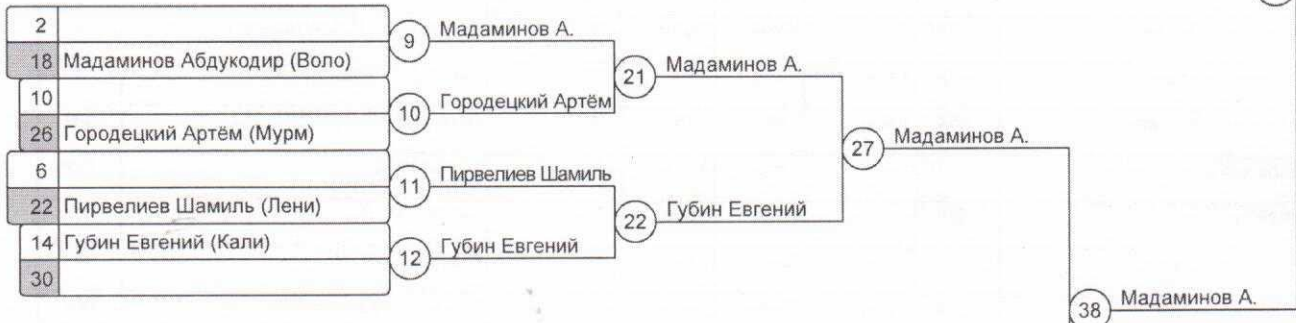 2
18 Мадаминов Абдукодир (Воло)
9 Мадаминов А.
10
26 Городецкий Артём (Мурм)
10 Городецкий Артём
21 Мадаминов А.
6
22 Пирвелиев Шамиль (Лени)
11 Пирвелиев Шамиль
14 Губин Евгений (Кали)
30
12 Губин Евгений
22 Губин Евгений
27 Мадаминов А.
38 Мадаминов А.